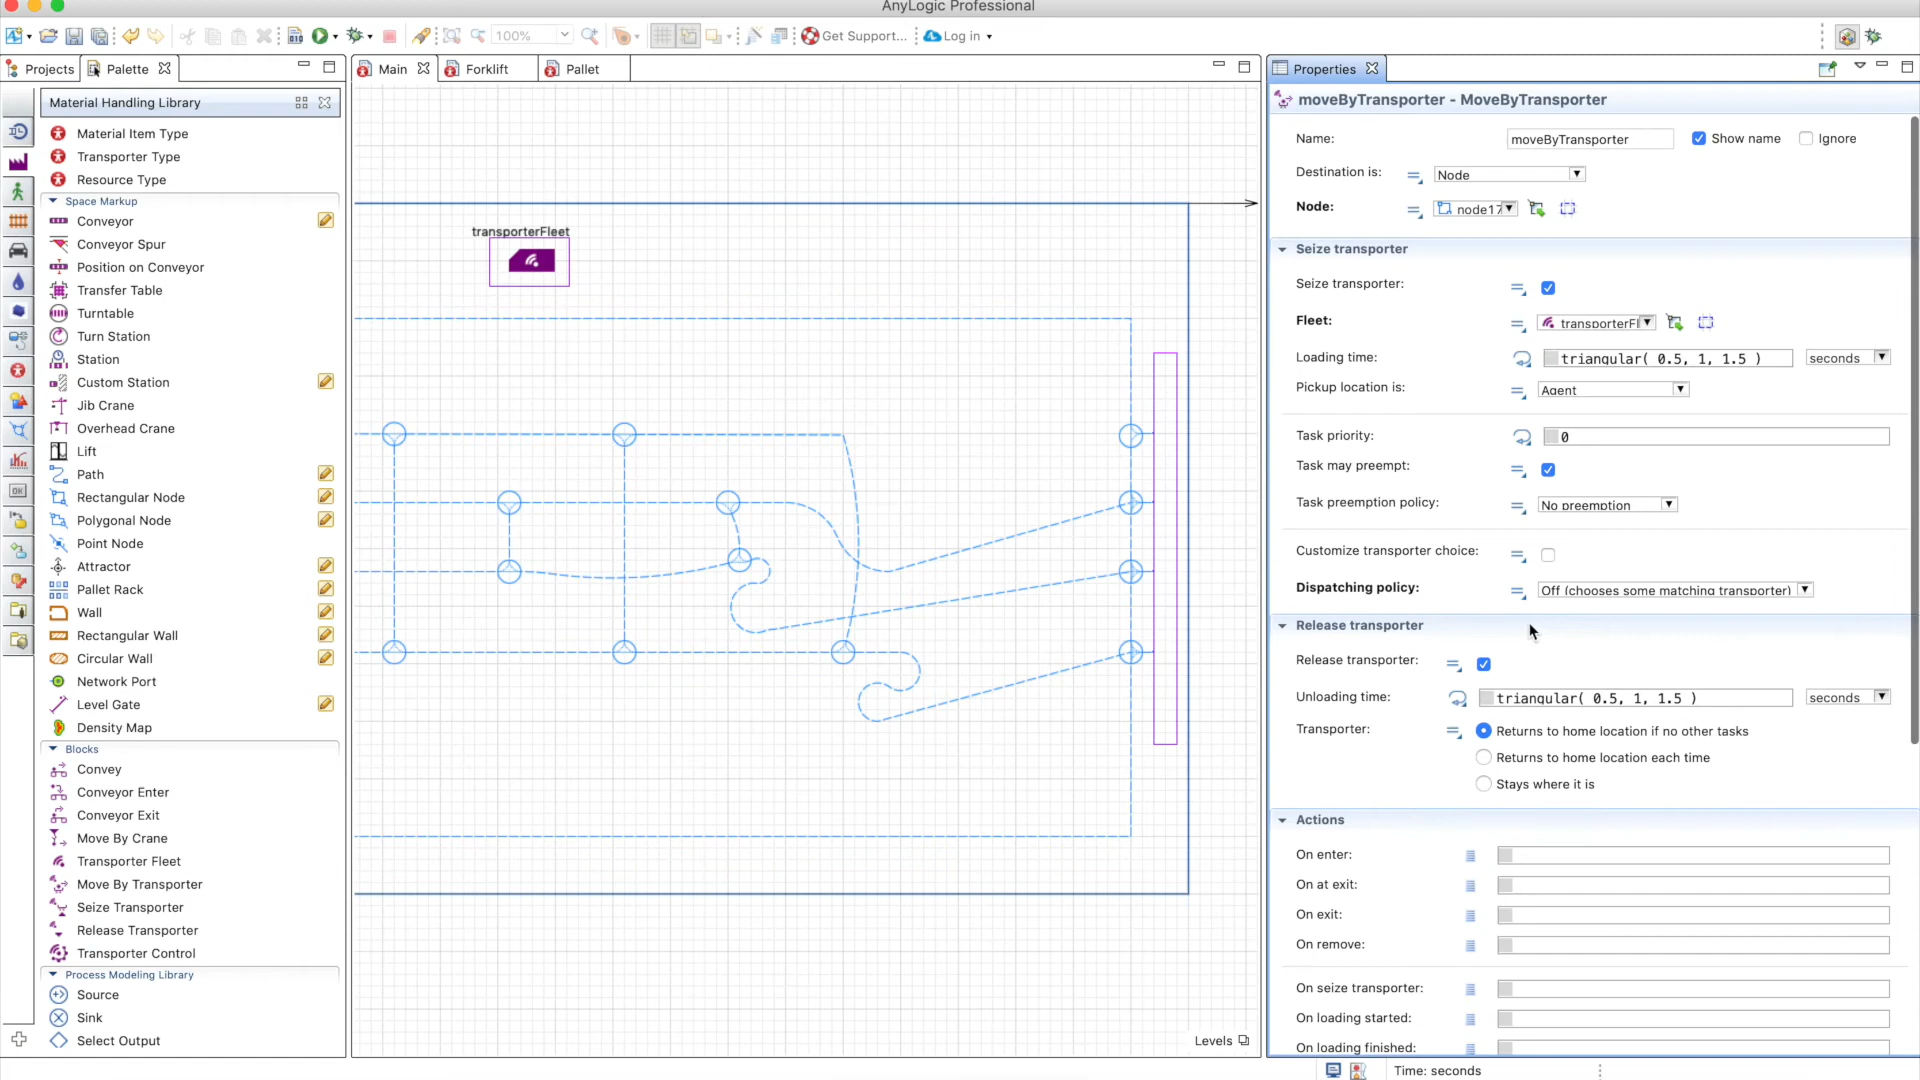 AnyLogic Professional
100%
Get Support...
Log in
Projects
Palette
Main
Forklift
Pallet
Properties
Material Handling Library
Material Item Type
Transporter Type
Resource Type
Space Markup
Conveyor
Conveyor Spur
Position on Conveyor
Transfer Table
Turntable
Turn Station
Station
Custom Station
Jib Crane
Overhead Crane
Lift
Path
Rectangular Node
Polygonal Node
Point Node
Attractor
Pallet Rack
Wall
Rectangular Wall
Circular Wall
Network Port
Level Gate
Density Map
Blocks
Convey
Conveyor Enter
Conveyor Exit
Move By Crane
Transporter Fleet
Move By Transporter
Seize Transporter
Release Transporter
Transporter Control
Process Modeling Library
Source
Sink
Select Output
OK
transporterFleet
Levels
moveByTransporter - MoveByTransporter
Name: moveByTransporter Show name Ignore
Destination is: Node
Node: node17
Seize transporter
Seize transporter:
Fleet: transporterFl
Loading time: triangular( 0.5, 1, 1.5 ) seconds
Pickup location is: Agent
Task priority: 0
Task may preempt:
Task preemption policy: No preemption
Customize transporter choice:
Dispatching policy: Off (chooses some matching transporter)
Release transporter
Release transporter:
Unloading time: triangular( 0.5, 1, 1.5 ) seconds
Transporter: Returns to home location if no other tasks
Returns to home location each time
Stays where it is
Actions
On enter:
On at exit:
On exit:
On remove:
On seize transporter:
On loading started:
On loading finished:
Time: seconds